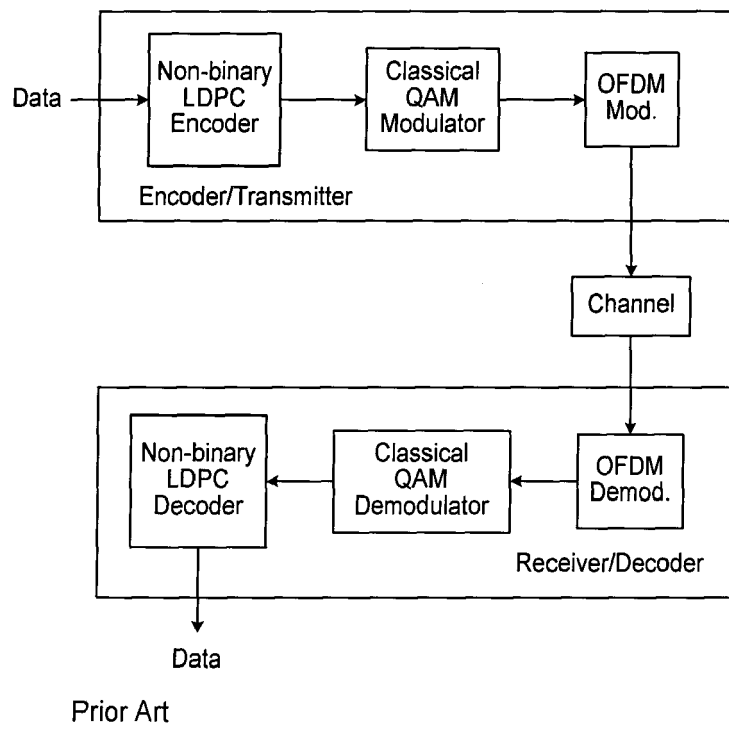 Data
Non-binary
LDPC
Encoder
Classical
QAM
Modulator
OFDM
Mod.
Encoder/Transmitter
Channel
Non-binary
LDPC
Decoder
Classical
QAM
Demodulator
OFDM
Demod.
Receiver/Decoder
Data
Prior Art